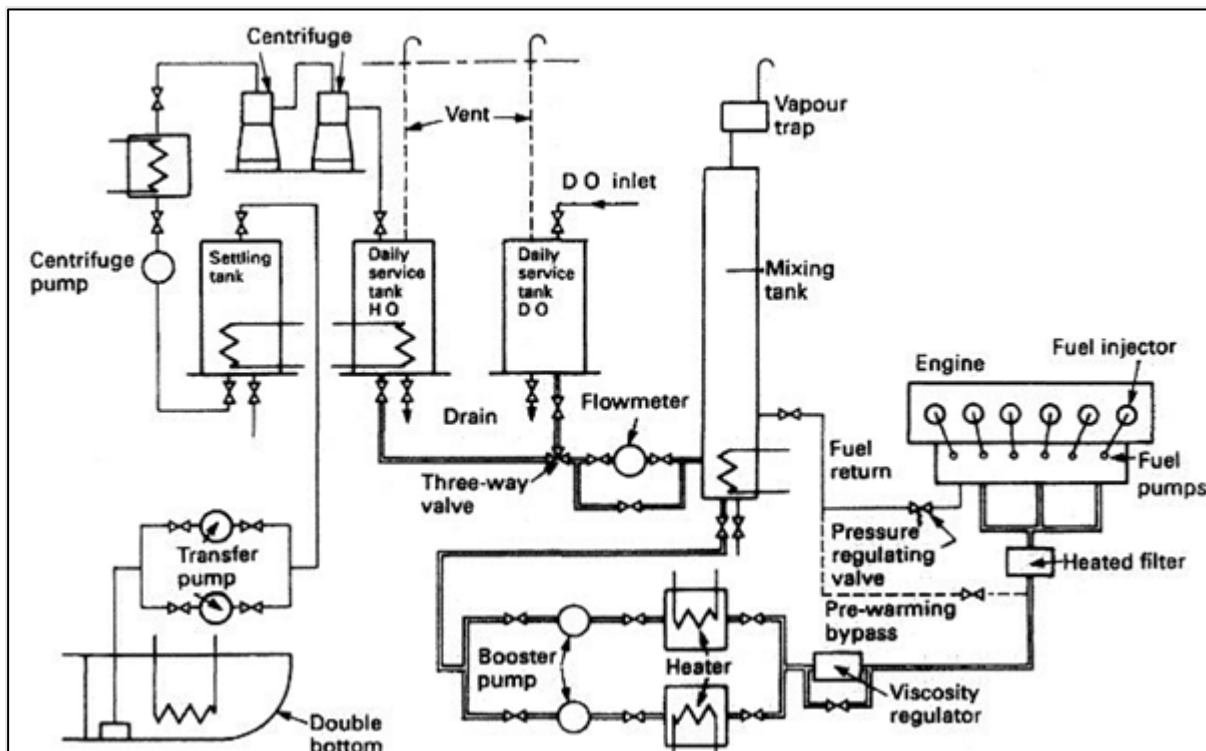 Centrifuge
Vent
Vapour
trap
D O inlet
Centrifuge
pump
Settling
tank
Daily
service
tank
H O
Daily
service
tank
D O
Mixing
tank
Engine
Fuel injector
Drain
Flowmeter
Three-way
valve
Fuel
return
Fuel
pumps
Transfer
pump
Pressure
regulating
valve
Heated filter
Pre-warming
bypass
Booster
pump
Heater
Viscosity
regulator
Double
bottom